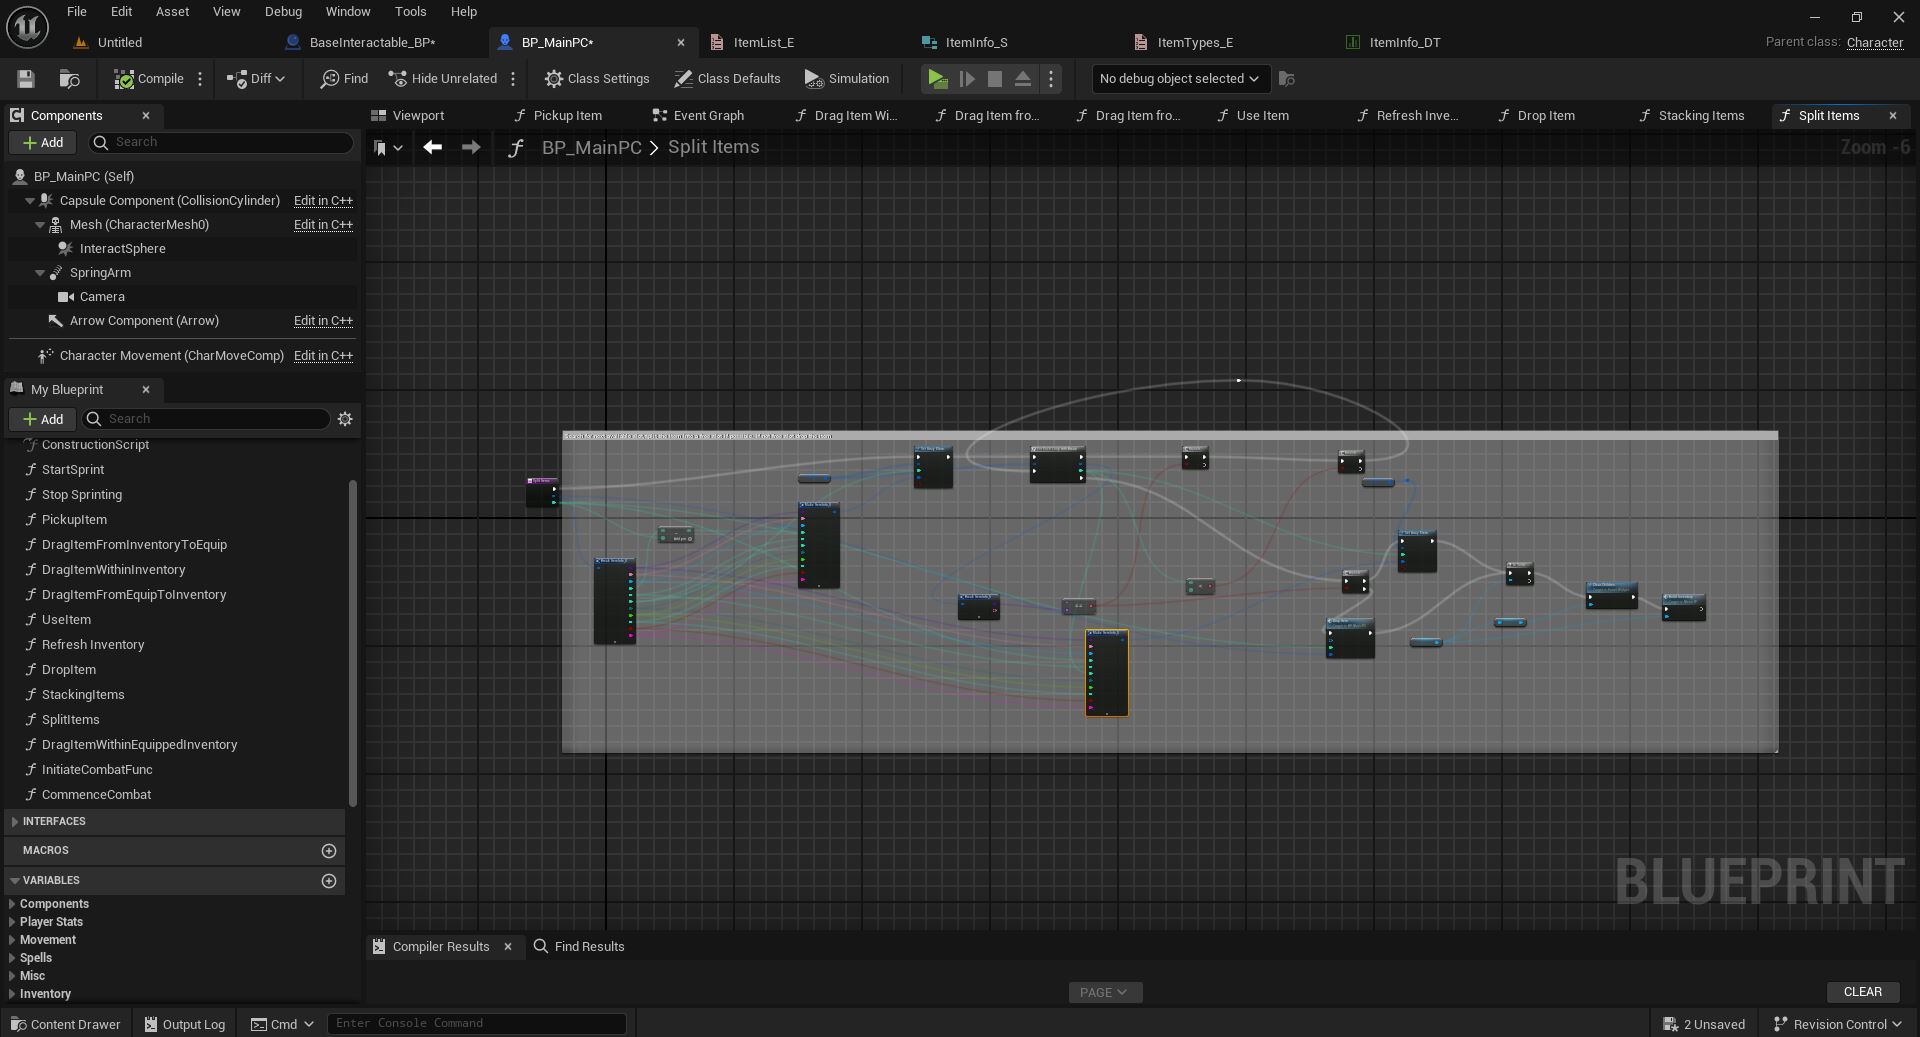 File Edit Asset View Debug Window Tools Help
Untitled BaseInteractable_BP* BP_MainPC* ItemList_E ItemInfo_S ItemTypes_E ItemInfo_DT Parent class: Character
Compile Diff Find Hide Unrelated Class Settings Class Defaults Simulation No debug object selected
Components Viewport Pickup Item Event Graph Drag Item Wi... Drag Item fro... Drag Item fro... Use Item Refresh Inve... Drop Item Stacking Items Split Items
Add Search BP_MainPC > Split Items Zoom -6
BP_MainPC (Self)
Capsule Component (CollisionCylinder) Edit in C++
Mesh (CharacterMesh0) Edit in C++
InteractSphere
SpringArm
Camera
Arrow Component (Arrow) Edit in C++
Character Movement (CharMoveComp) Edit in C++
My Blueprint
Add Search
ConstructionScript
StartSprint
Stop Sprinting
PickupItem
DragItemFromInventoryToEquip
DragItemWithinInventory
DragItemFromEquipToInventory
UseItem
Refresh Inventory
DropItem
StackingItems
SplitItems
DragItemWithinEquippedInventory
InitiateCombatFunc
CommenceCombat
INTERFACES
MACROS
VARIABLES
Components
Player Stats
Movement
Spells
Misc
Inventory
BLUEPRINT
Compiler Results Find Results
PAGE CLEAR
Content Drawer Output Log Cmd Enter Console Command 2 Unsaved Revision Control